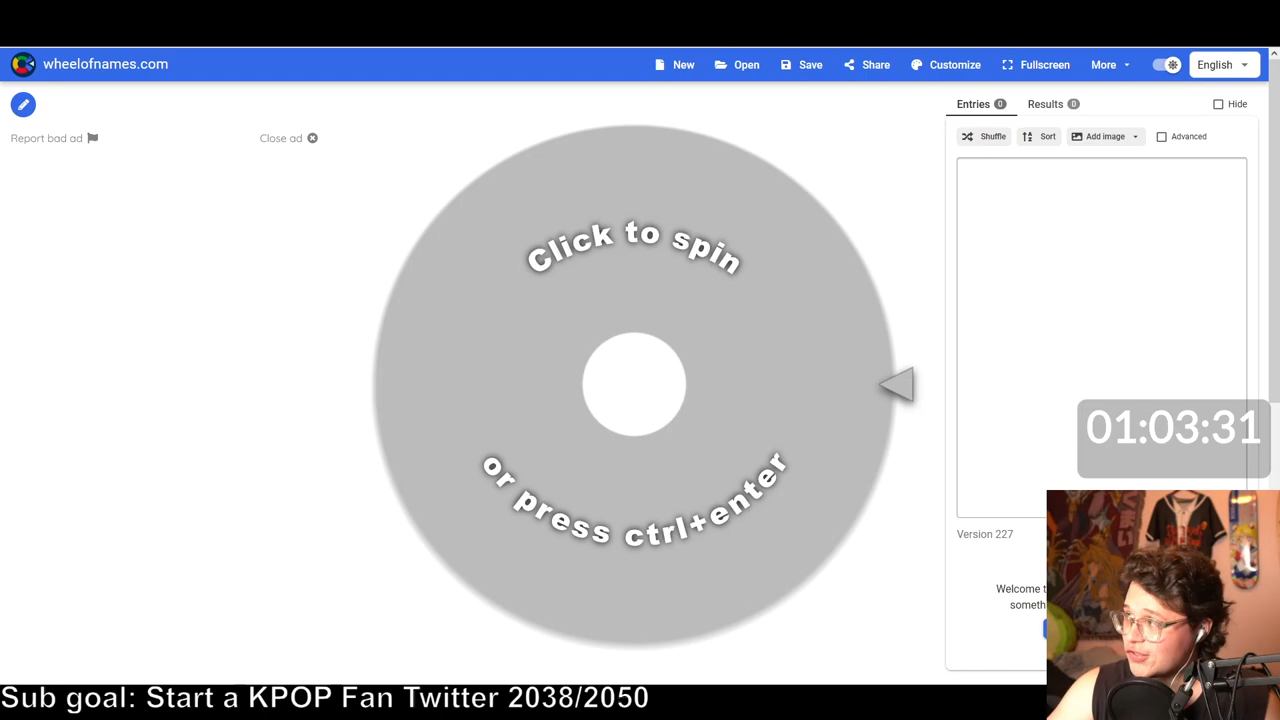 wheelofnames.com
New
Open
Save
Share
Customize
Fullscreen
More
English
Report bad ad
Close ad
Entries 0
Results 0
Hide
Shuffle
Sort
Add image
Advanced
Click to spin
or press ctrl+enter
01:03:31
Version 227
Welcome t
someth
Sub goal: Start a KPOP Fan Twitter 2038/2050